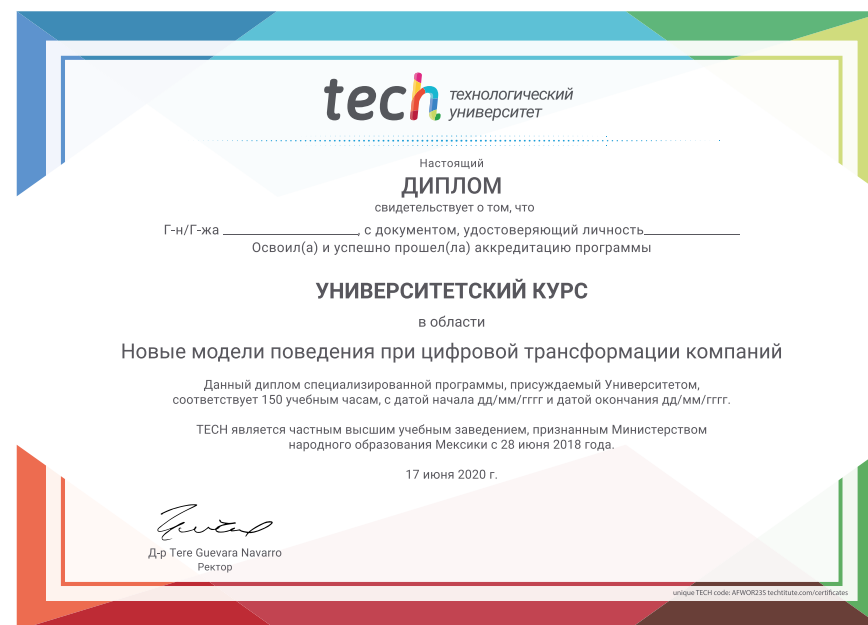 tech технологический
университет
Настоящий
ДИПЛОМ
свидетельствует о том, что
Г-н/Г-жа ____________, с документом, удостоверяющий личность____________
Освоил(а) и успешно прошел(ла) аккредитацию программы
УНИВЕРСИТЕТСКИЙ КУРС
в области
Новые модели поведения при цифровой трансформации компаний
Данный диплом специализированной программы, присуждаемый Университетом,
соответствует 150 учебным часам, с датой начала дд/мм/гггг и датой окончания дд/мм/гггг.
TECH является частным высшим учебным заведением, признанным Министерством
народного образования Мексики с 28 июня 2018 года.
17 июня 2020 г.
Д-р Tere Guevara Navarro
Ректор
unique TECH code: AFWOR23S techtitute.com/certificates